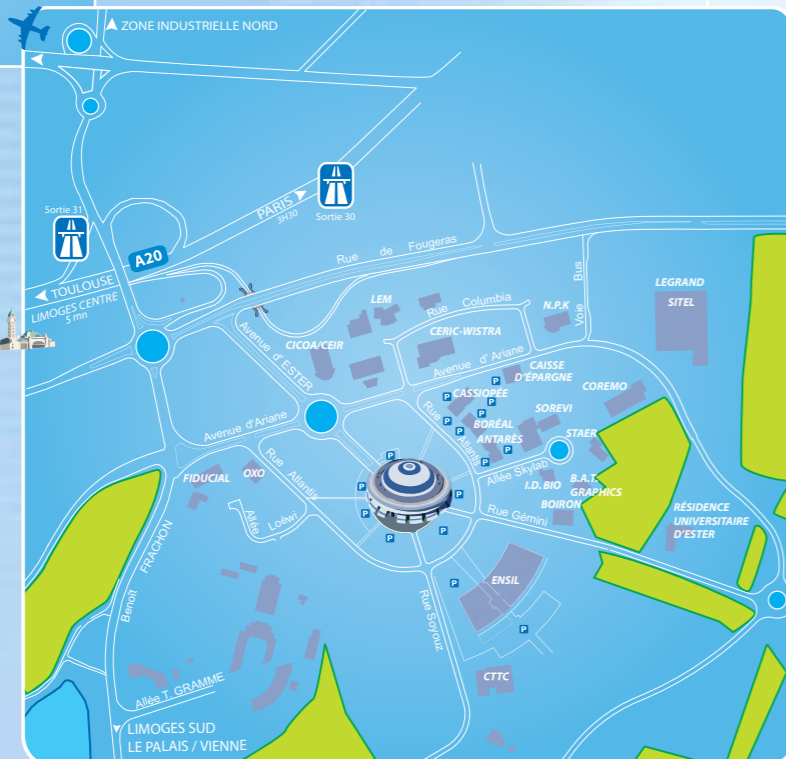 ZONE INDUSTRIELLE NORD
Sortie 31
PARIS
3H30
Sortie 30
A20
TOULOUSE
LIMOGES CENTRE
5 mn
Rue de Fougeras
Voie Bus
LEGRAND
SITEL
LEM
Rue Columbia
N.P.K
CICOA/CEIR
CERIC-WISTRA
Avenue d'ESTER
Avenue d'Ariane
CAISSE
D'ÉPARGNE
COREMO
CASSIOPÉE
P
P
P
P
P
P
SOREVI
BORÉAL
Rue Atlantis
ANTARÈS
STAER
Avenue d'Ariane
P
P
P
Allée Skylab
FIDUCIAL
OXO
Rue Atlantis
I.D. BIO
B.A.T.
GRAPHICS
BOIRON
P
P
P
P
P
Allée Loëwi
Rue Gémini
RÉSIDENCE
UNIVERSITAIRE
D'ESTER
Benoît FRACHON
ENSIL
P
Rue Soyouz
P
CTTC
Allée T. GRAMME
LIMOGES SUD
LE PALAIS / VIENNE